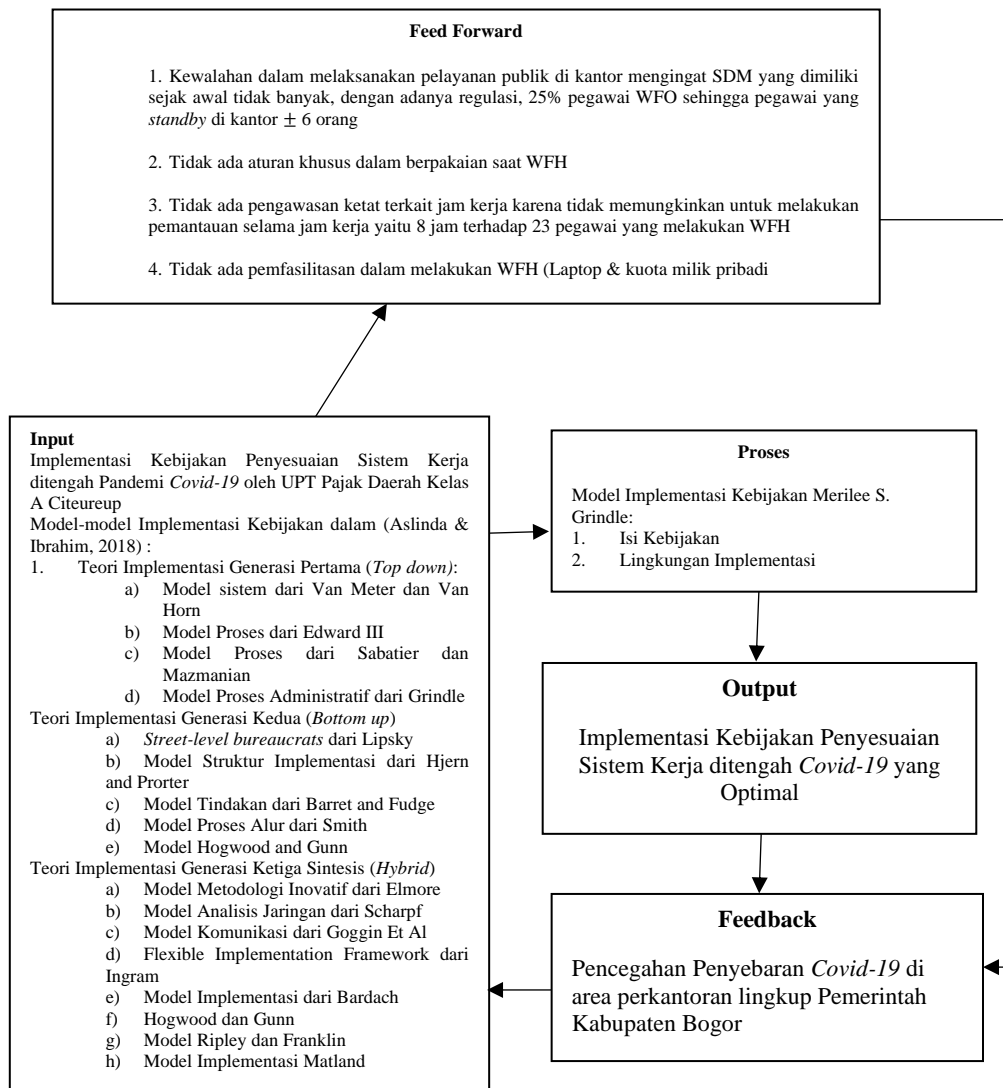 Feed Forward
1. Kewalahan dalam melaksanakan pelayanan publik di kantor mengingat SDM yang dimiliki
sejak awal tidak banyak, dengan adanya regulasi, 25% pegawai WFO sehingga pegawai yang
standby di kantor ± 6 orang
2. Tidak ada aturan khusus dalam berpakaian saat WFH
3. Tidak ada pengawasan ketat terkait jam kerja karena tidak memungkinkan untuk melakukan
pemantauan selama jam kerja yaitu 8 jam terhadap 23 pegawai yang melakukan WFH
4. Tidak ada pemfasilitasan dalam melakukan WFH (Laptop & kuota milik pribadi
Input
Implementasi Kebijakan Penyesuaian Sistem Kerja
ditengah Pandemi Covid-19 oleh UPT Pajak Daerah Kelas
A Citeureup
Model-model Implementasi Kebijakan dalam (Aslinda &
Ibrahim, 2018) :
1. Teori Implementasi Generasi Pertama (Top down):
a) Model sistem dari Van Meter dan Van
Horn
b) Model Proses dari Edward III
c) Model Proses dari Sabatier dan
Mazmanian
d) Model Proses Administratif dari Grindle
Teori Implementasi Generasi Kedua (Bottom up)
a) Street-level bureaucrats dari Lipsky
b) Model Struktur Implementasi dari Hjern
and Prorter
c) Model Tindakan dari Barret and Fudge
d) Model Proses Alur dari Smith
e) Model Hogwood and Gunn
Teori Implementasi Generasi Ketiga Sintesis (Hybrid)
a) Model Metodologi Inovatif dari Elmore
b) Model Analisis Jaringan dari Scharpf
c) Model Komunikasi dari Goggin Et Al
d) Flexible Implementation Framework dari
Ingram
e) Model Implementasi dari Bardach
f) Hogwood dan Gunn
g) Model Ripley dan Franklin
h) Model Implementasi Matland
Proses
Model Implementasi Kebijakan Merilee S.
Grindle:
1. Isi Kebijakan
2. Lingkungan Implementasi
Output
Implementasi Kebijakan Penyesuaian
Sistem Kerja ditengah Covid-19 yang
Optimal
Feedback
Pencegahan Penyebaran Covid-19 di
area perkantoran lingkup Pemerintah
Kabupaten Bogor